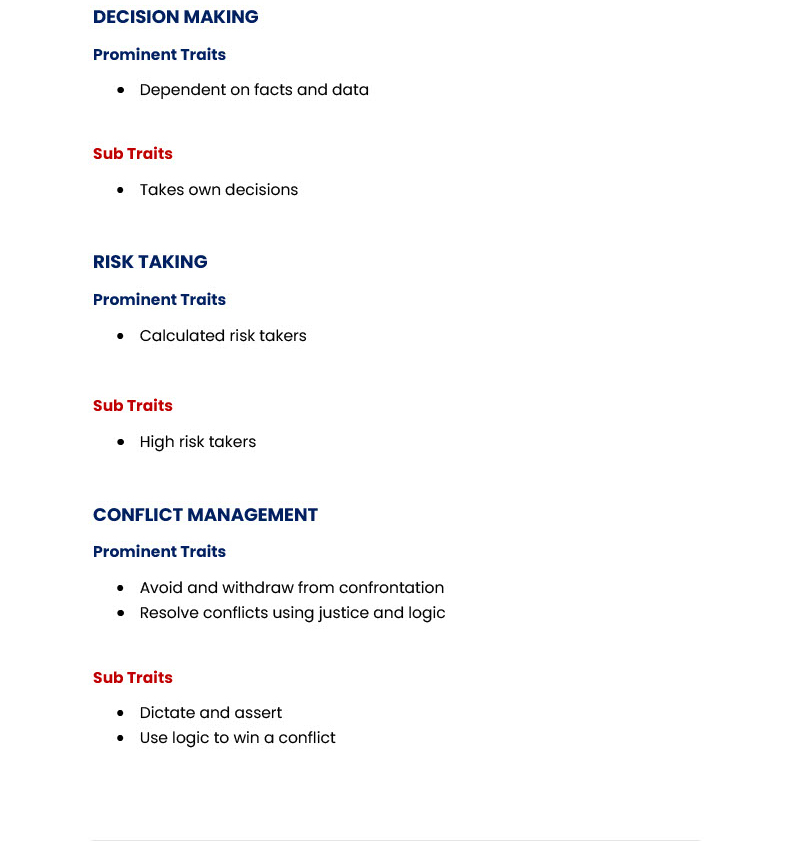 DECISION MAKING
Prominent Traits
• Dependent on facts and data
Sub Traits
• Takes own decisions
RISK TAKING
Prominent Traits
• Calculated risk takers
Sub Traits
• High risk takers
CONFLICT MANAGEMENT
Prominent Traits
• Avoid and withdraw from confrontation
• Resolve conflicts using justice and logic
Sub Traits
• Dictate and assert
• Use logic to win a conflict